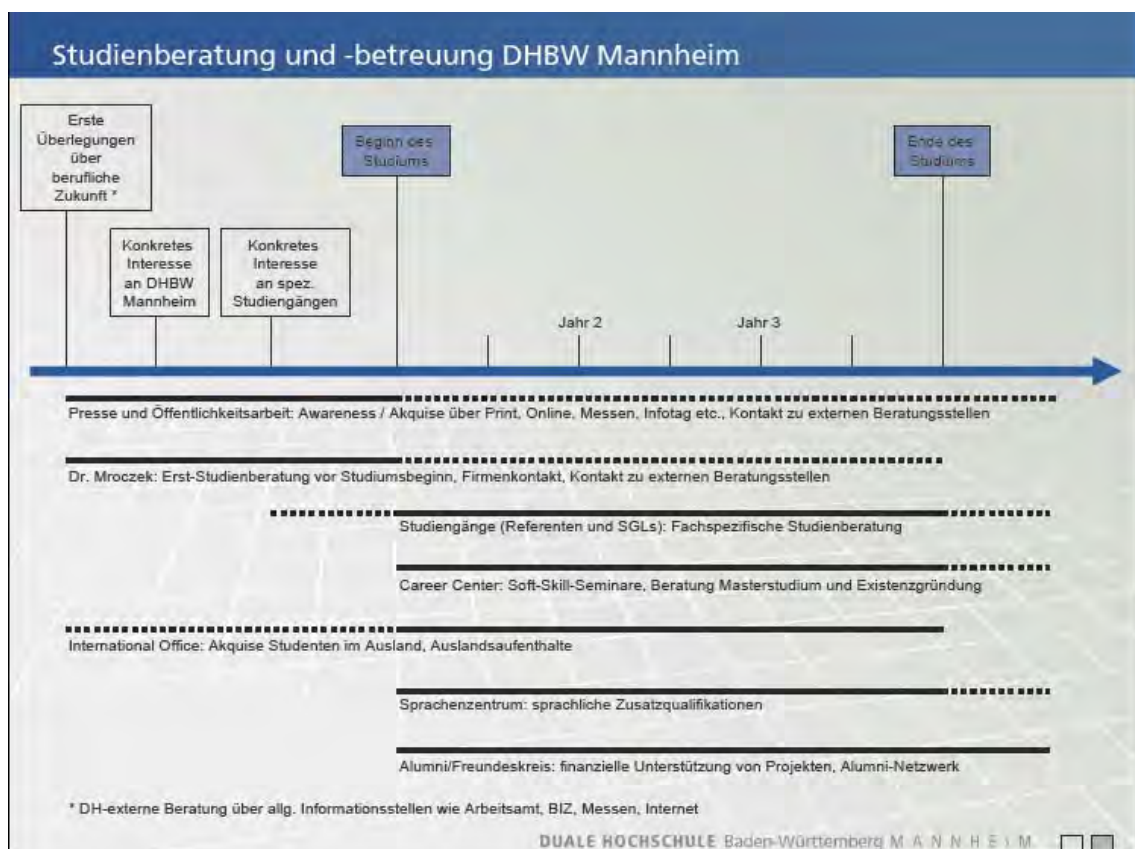 Studienberatung und -betreuung DHBW Mannheim
Erste
Überlegungen
über
berufliche
Zukunft *
Beginn des
Studiums
Ende des
Studiums
Konkretes
Interesse
an DHBW
Mannheim
Konkretes
Interesse
an spez.
Studiengängen
Jahr 2
Jahr 3
Presse und Öffentlichkeitsarbeit: Awareness / Akquise über Print, Online, Messen, Infotag etc., Kontakt zu externen Beratungsstellen
Dr. Mroczek: Erst-Studienberatung vor Studiumsbeginn, Firmenkontakt, Kontakt zu externen Beratungsstellen
Studiengänge (Referenten und SGLs): Fachspezifische Studienberatung
Career Center: Soft-Skill-Seminare, Beratung Masterstudium und Existenzgründung
International Office: Akquise Studenten im Ausland, Auslandsaufenthalte
Sprachenzentrum: sprachliche Zusatzqualifikationen
Alumni/Freundeskreis: finanzielle Unterstützung von Projekten, Alumni-Netzwerk
* DH-externe Beratung über allg. Informationsstellen wie Arbeitsamt, BIZ, Messen, Internet
DUALE HOCHSCHULE Baden-Württemberg MANNHEIM